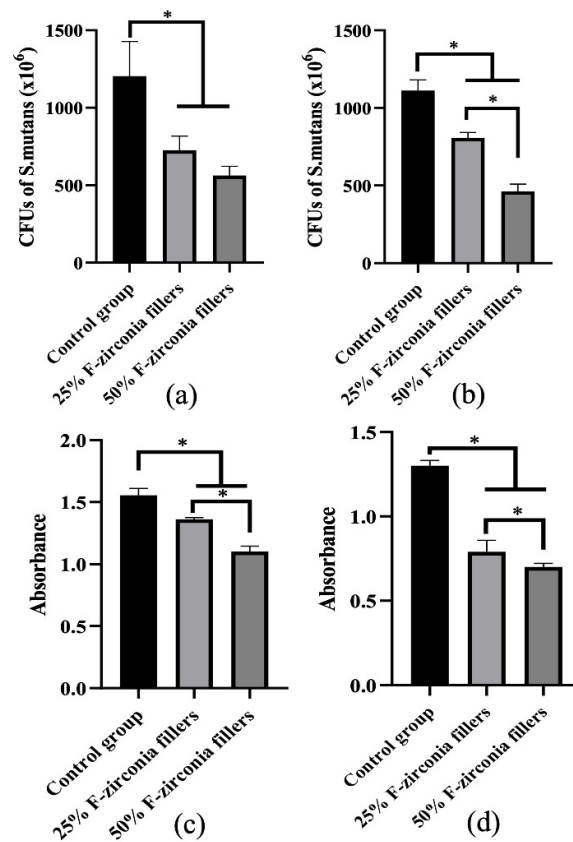 CFUs of S.mutans (x10⁶)
1500
1000
500
0
*
Control group
25% F-zirconia fillers
50% F-zirconia fillers
(a)
CFUs of S.mutans (x10⁶)
1500
1000
500
0
*
*
Control group
25% F-zirconia fillers
50% F-zirconia fillers
(b)
Absorbance
2.0
1.5
1.0
0.5
0.0
*
*
Control group
25% F-zirconia fillers
50% F-zirconia fillers
(c)
Absorbance
1.5
1.0
0.5
0.0
*
*
Control group
25% F-zirconia fillers
50% F-zirconia fillers
(d)